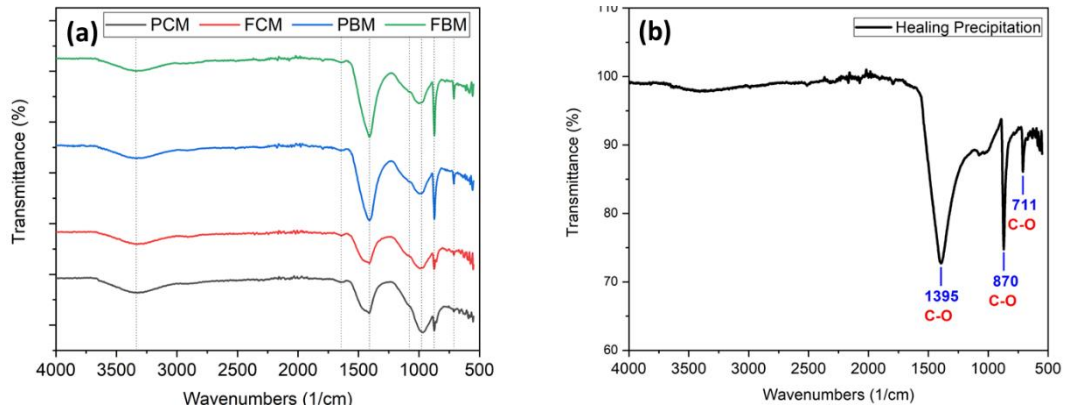 (a)
PCM FCM PBM FBM
Transmittance (%)
4000 3500 3000 2500 2000 1500 1000 500
Wavenumbers (1/cm)
(b)
Healing Precipitation
110
100
90
80
70
60
Transmittance (%)
711
C-O
870
C-O
1395
C-O
4000 3500 3000 2500 2000 1500 1000 500
Wavenumbers (1/cm)